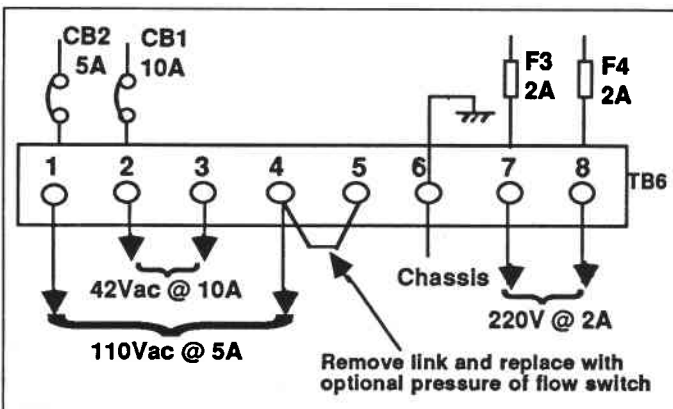 CB2
5A
CB1
10A
F3
2A
F4
2A
1 2 3 4 5 6 7 8
TB6
42Vac @ 10A
Chassis
220V @ 2A
110Vac @ 5A
Remove link and replace with
optional pressure of flow switch